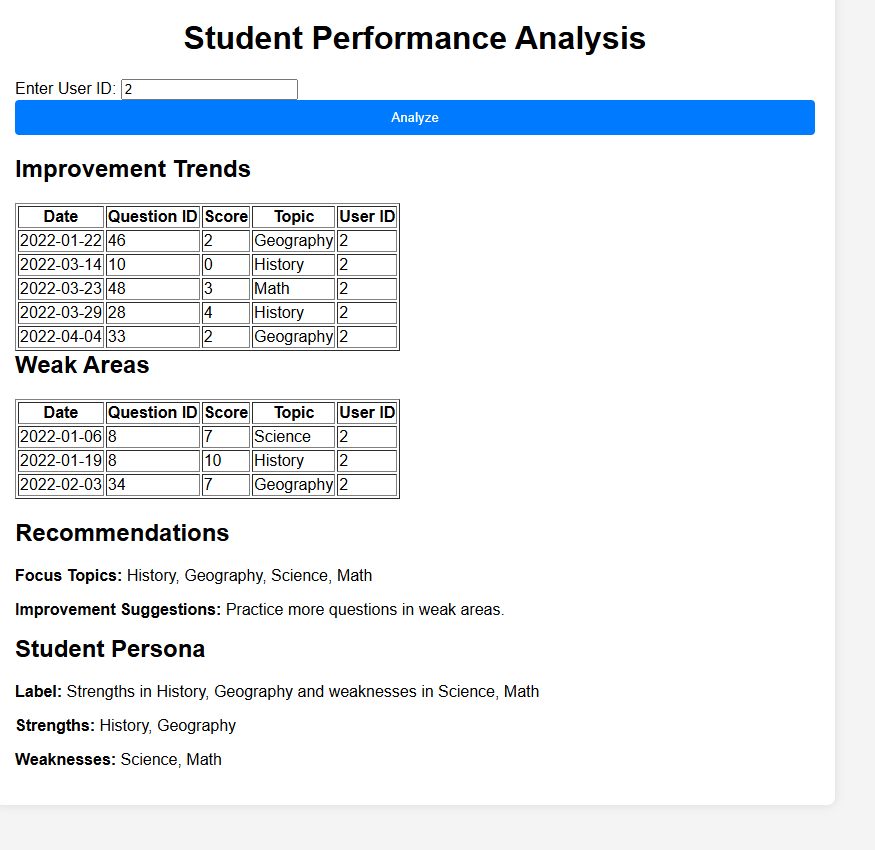 Student Performance Analysis
Enter User ID: 2
Analyze
Improvement Trends
Date Question ID Score Topic User ID
2022-01-22 46 2 Geography 2
2022-03-14 10 0 History 2
2022-03-23 48 3 Math 2
2022-03-29 28 4 History 2
2022-04-04 33 2 Geography 2
Weak Areas
Date Question ID Score Topic User ID
2022-01-06 8 7 Science 2
2022-01-19 8 10 History 2
2022-02-03 34 7 Geography 2
Recommendations
Focus Topics: History, Geography, Science, Math
Improvement Suggestions: Practice more questions in weak areas.
Student Persona
Label: Strengths in History, Geography and weaknesses in Science, Math
Strengths: History, Geography
Weaknesses: Science, Math